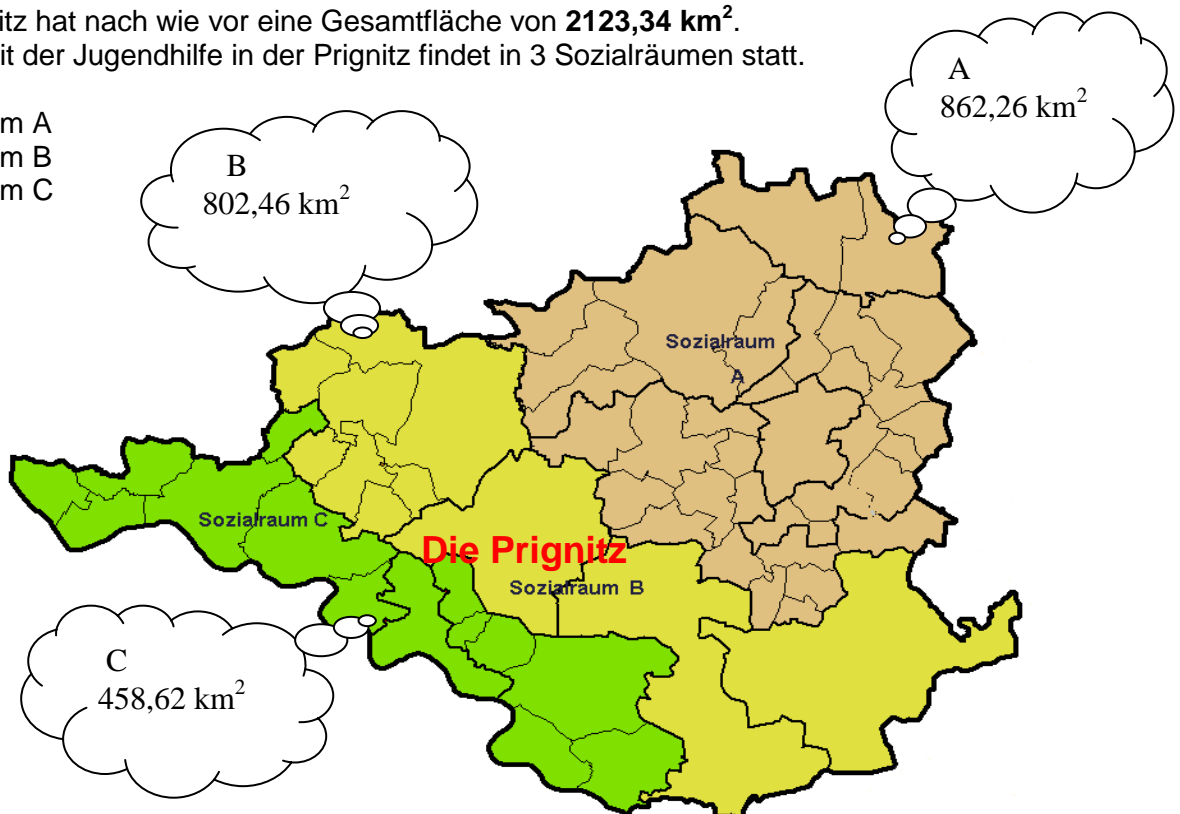 itz hat nach wie vor eine Gesamtfläche von 2123,34 km².
it der Jugendhilfe in der Prignitz findet in 3 Sozialräumen statt.
m A
m B
m C
A
862,26 km²
B
802,46 km²
Sozialraum
A
Sozialraum C
Die Prignitz
Sozialraum B
C
458,62 km²